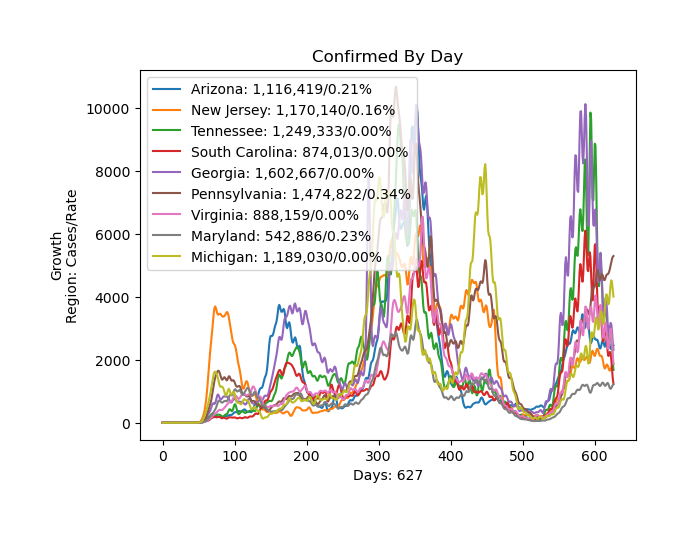 Confirmed By Day
Arizona: 1,116,419/0.21%
New Jersey: 1,170,140/0.16%
Tennessee: 1,249,333/0.00%
South Carolina: 874,013/0.00%
Georgia: 1,602,667/0.00%
Pennsylvania: 1,474,822/0.34%
Virginia: 888,159/0.00%
Maryland: 542,886/0.23%
Michigan: 1,189,030/0.00%
10000
8000
6000
4000
2000
0
Growth
Region: Cases/Rate
0 100 200 300 400 500 600
Days: 627